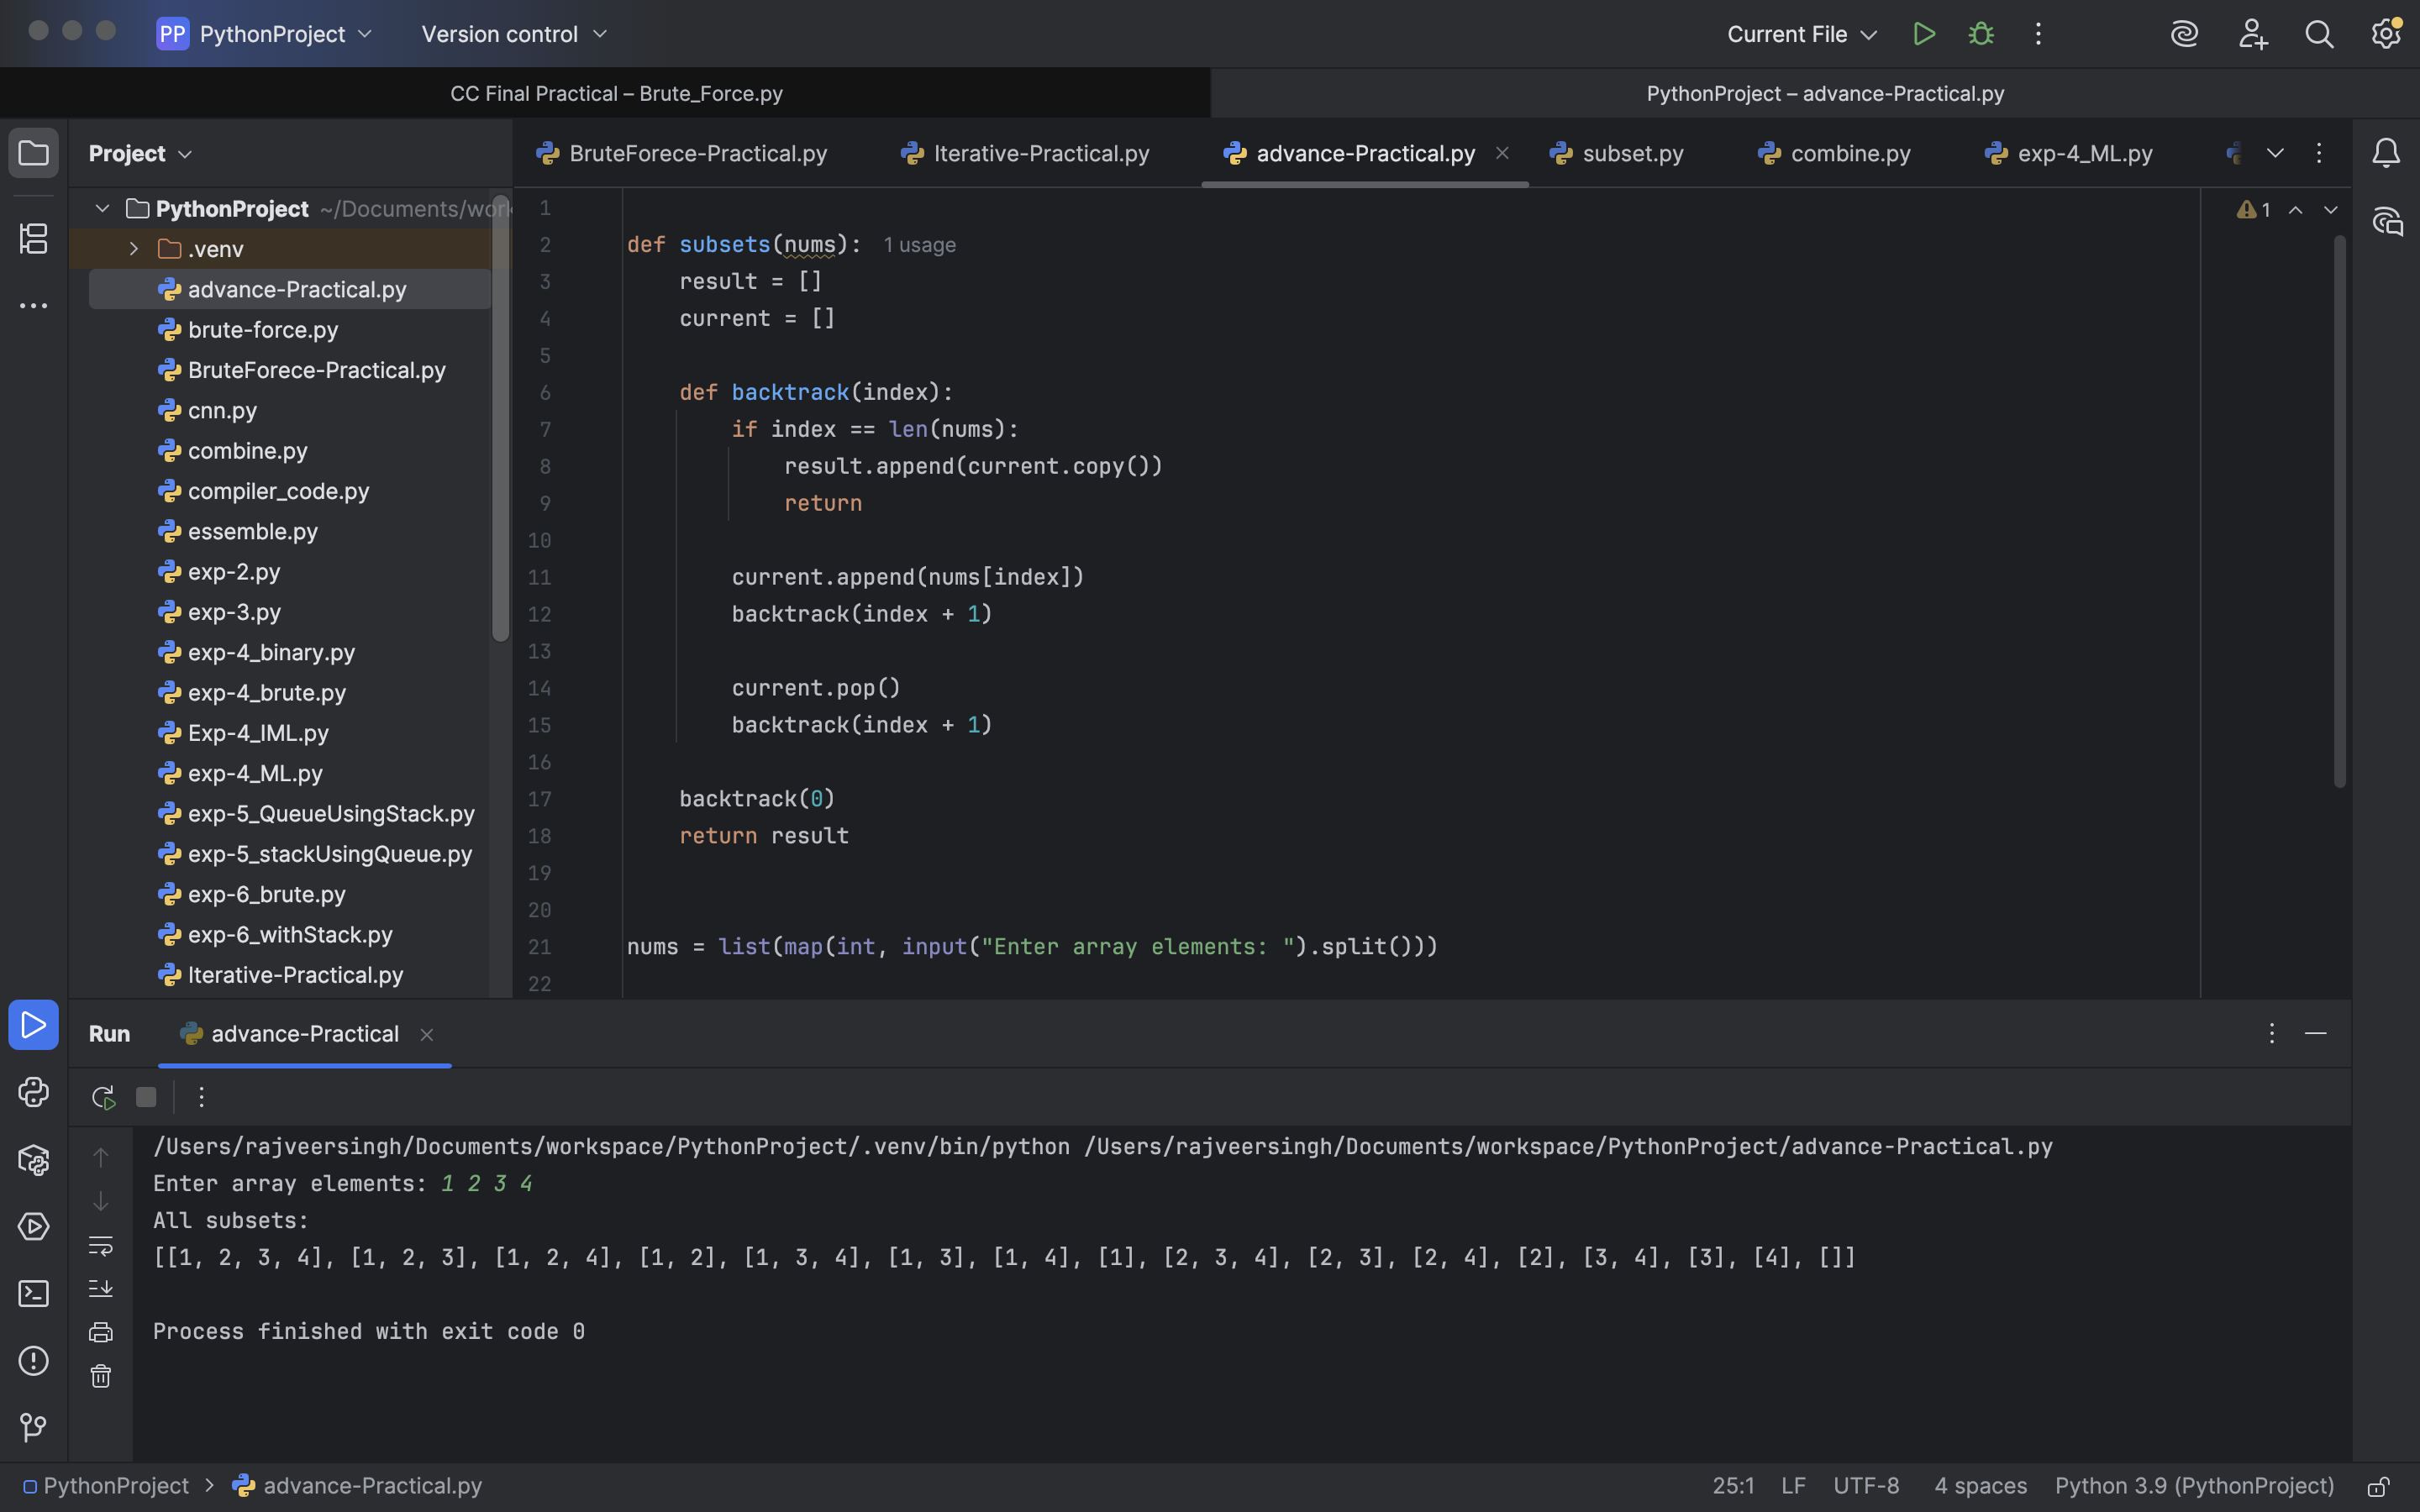 PP PythonProject Version control Current File
CC Final Practical – Brute_Force.py PythonProject – advance-Practical.py
Project
BruteForece-Practical.py Iterative-Practical.py advance-Practical.py subset.py combine.py exp-4_ML.py
PythonProject ~/Documents/work
.venv
advance-Practical.py
brute-force.py
BruteForece-Practical.py
cnn.py
combine.py
compiler_code.py
essemble.py
exp-2.py
exp-3.py
exp-4_binary.py
exp-4_brute.py
Exp-4_IML.py
exp-4_ML.py
exp-5_QueueUsingStack.py
exp-5_stackUsingQueue.py
exp-6_brute.py
exp-6_withStack.py
Iterative-Practical.py
1
1
2 def subsets(nums): 1 usage
3 result = []
4 current = []
5
6 def backtrack(index):
7 if index == len(nums):
8 result.append(current.copy())
9 return
10
11 current.append(nums[index])
12 backtrack(index + 1)
13
14 current.pop()
15 backtrack(index + 1)
16
17 backtrack(0)
18 return result
19
20
21 nums = list(map(int, input("Enter array elements: ").split()))
22
Run advance-Practical
/Users/rajveersingh/Documents/workspace/PythonProject/.venv/bin/python /Users/rajveersingh/Documents/workspace/PythonProject/advance-Practical.py
Enter array elements: 1 2 3 4
All subsets:
[[1, 2, 3, 4], [1, 2, 3], [1, 2, 4], [1, 2], [1, 3, 4], [1, 3], [1, 4], [1], [2, 3, 4], [2, 3], [2, 4], [2], [3, 4], [3], [4], []]
Process finished with exit code 0
PythonProject > advance-Practical.py 25:1 LF UTF-8 4 spaces Python 3.9 (PythonProject)